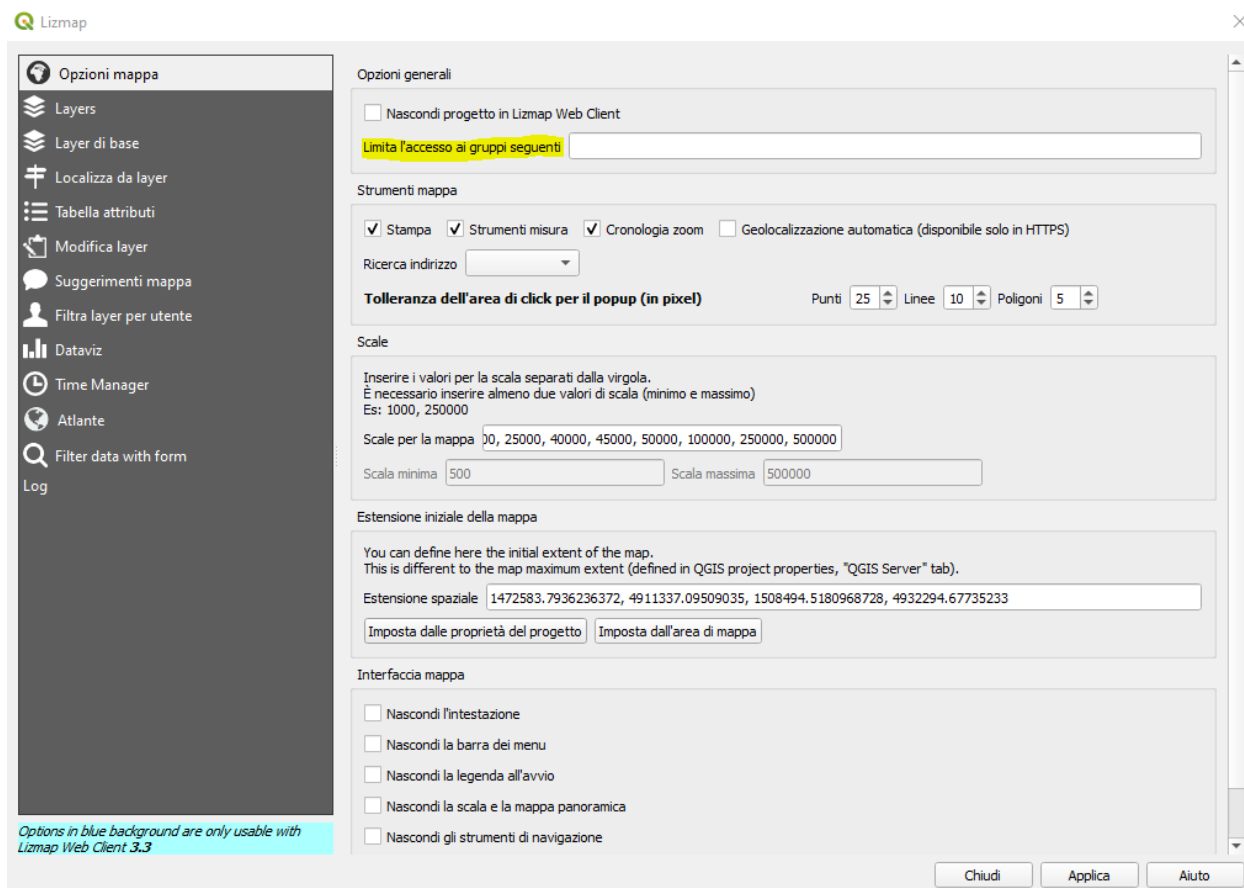 Lizmap
Opzioni mappa
Layers
Layer di base
Localizza da layer
Tabella attributi
Modifica layer
Suggerimenti mappa
Filtra layer per utente
Dataviz
Time Manager
Atlante
Filter data with form
Log
Options in blue background are only usable with
Lizmap Web Client 3.3
Opzioni generali
Nascondi progetto in Lizmap Web Client
Limita l'accesso ai gruppi seguenti
Strumenti mappa
Stampa Strumenti misura Cronologia zoom Geolocalizzazione automatica (disponibile solo in HTTPS)
Ricerca indirizzo
Tolleranza dell'area di click per il popup (in pixel) Punti 25 Linee 10 Poligoni 5
Scale
Inserire i valori per la scala separati dalla virgola.
È necessario inserire almeno due valori di scala (minimo e massimo)
Es: 1000, 250000
Scale per la mappa 00, 25000, 40000, 45000, 50000, 100000, 250000, 500000
Scala minima 500 Scala massima 500000
Estensione iniziale della mappa
You can define here the initial extent of the map.
This is different to the map maximum extent (defined in QGIS project properties, "QGIS Server" tab).
Estensione spaziale 1472583.7936236372, 4911337.09509035, 1508494.5180968728, 4932294.67735233
Imposta dalle proprietà del progetto Imposta dall'area di mappa
Interfaccia mappa
Nascondi l'intestazione
Nascondi la barra dei menu
Nascondi la legenda all'avvio
Nascondi la scala e la mappa panoramica
Nascondi gli strumenti di navigazione
Chiudi Applica Aiuto